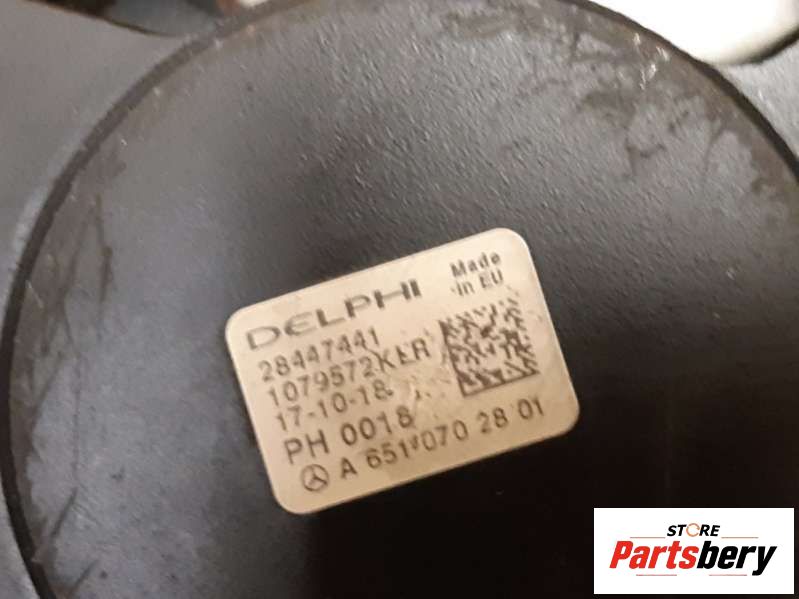 DELPHI
Made
in EU
28447441
1079572KER
17-10-18
PH 0018
A 651 070 28 01
STORE
Partsbery